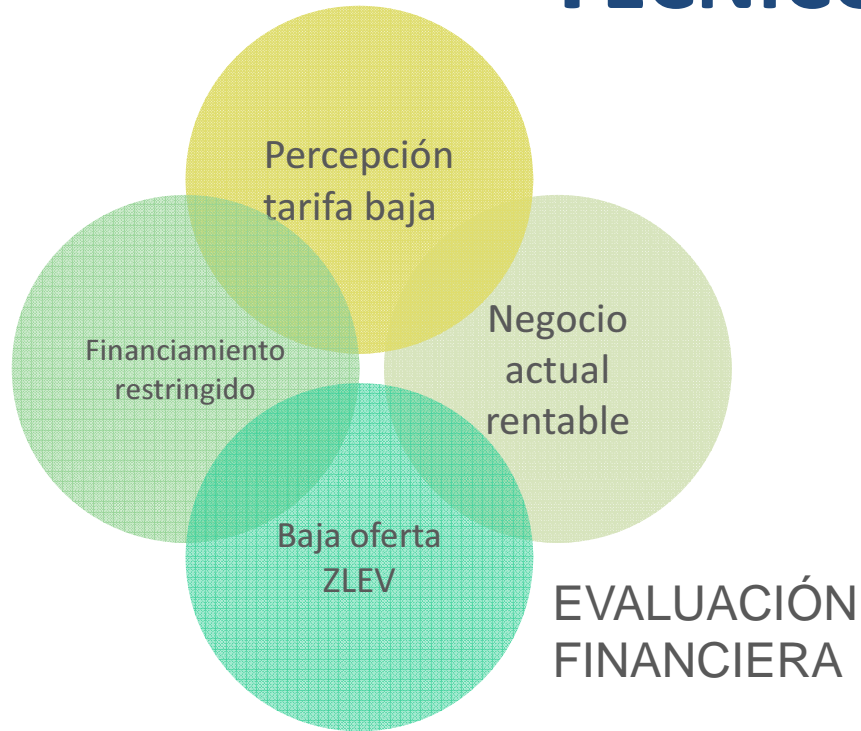 Percepción
tarifa baja
Financiamiento
restringido
Negocio
actual
rentable
Baja oferta
ZLEV
EVALUACIÓN
FINANCIERA